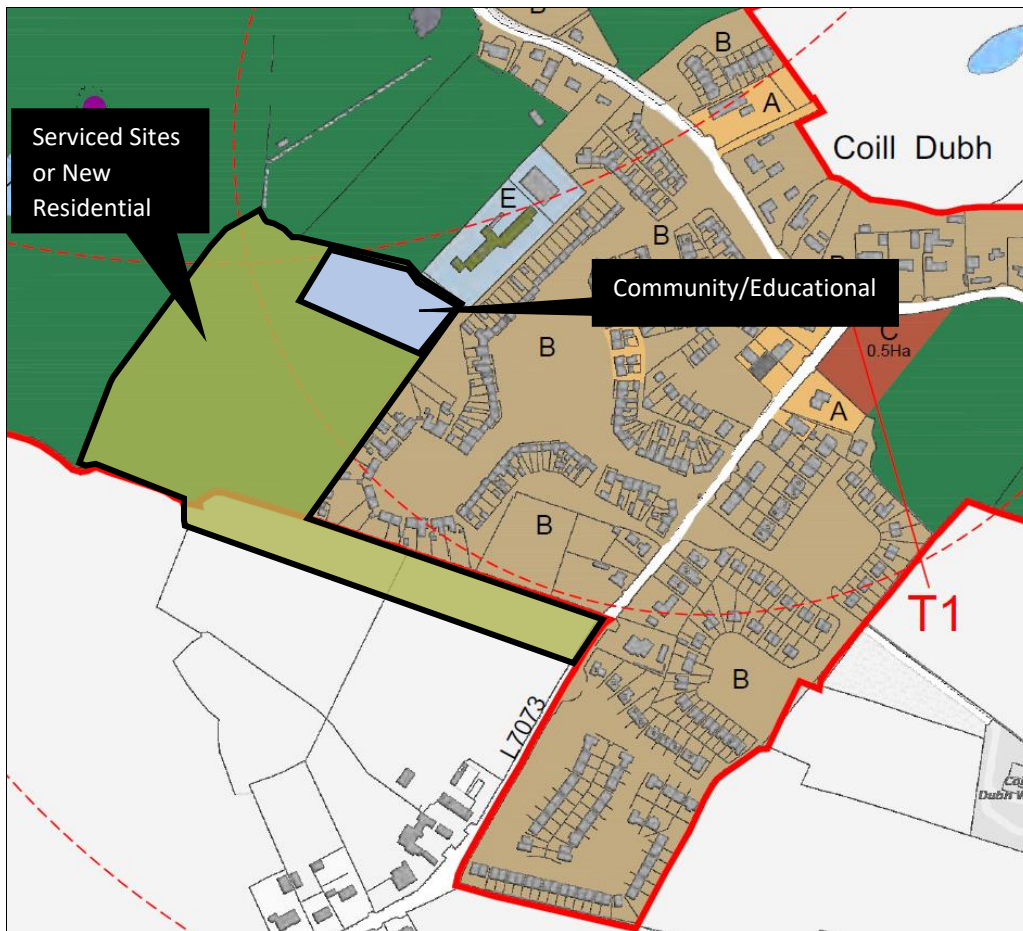 B
B
Serviced Sites
or New
Residential
A
Coill Dubh
E
B
Community/Educational
C
0.5Ha
B
A
B
T1
B
L7073